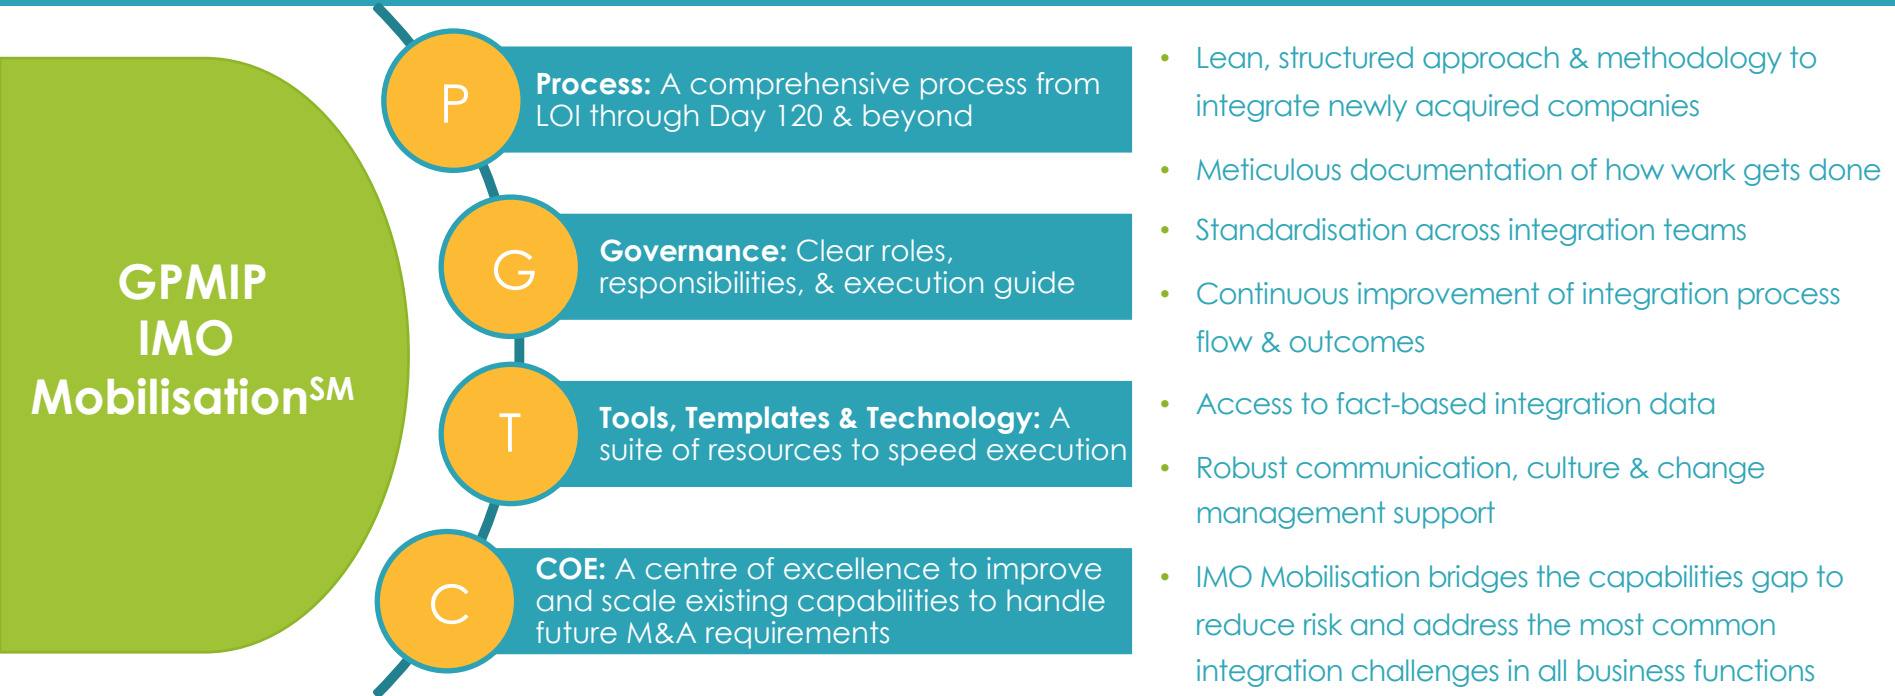 GPMIP
IMO
Mobilisation℠
P
Process: A comprehensive process from
LOI through Day 120 & beyond
G
Governance: Clear roles,
responsibilities, & execution guide
T
Tools, Templates & Technology: A
suite of resources to speed execution
C
COE: A centre of excellence to improve
and scale existing capabilities to handle
future M&A requirements
• Lean, structured approach & methodology to
integrate newly acquired companies
• Meticulous documentation of how work gets done
• Standardisation across integration teams
• Continuous improvement of integration process
flow & outcomes
• Access to fact-based integration data
• Robust communication, culture & change
management support
• IMO Mobilisation bridges the capabilities gap to
reduce risk and address the most common
integration challenges in all business functions